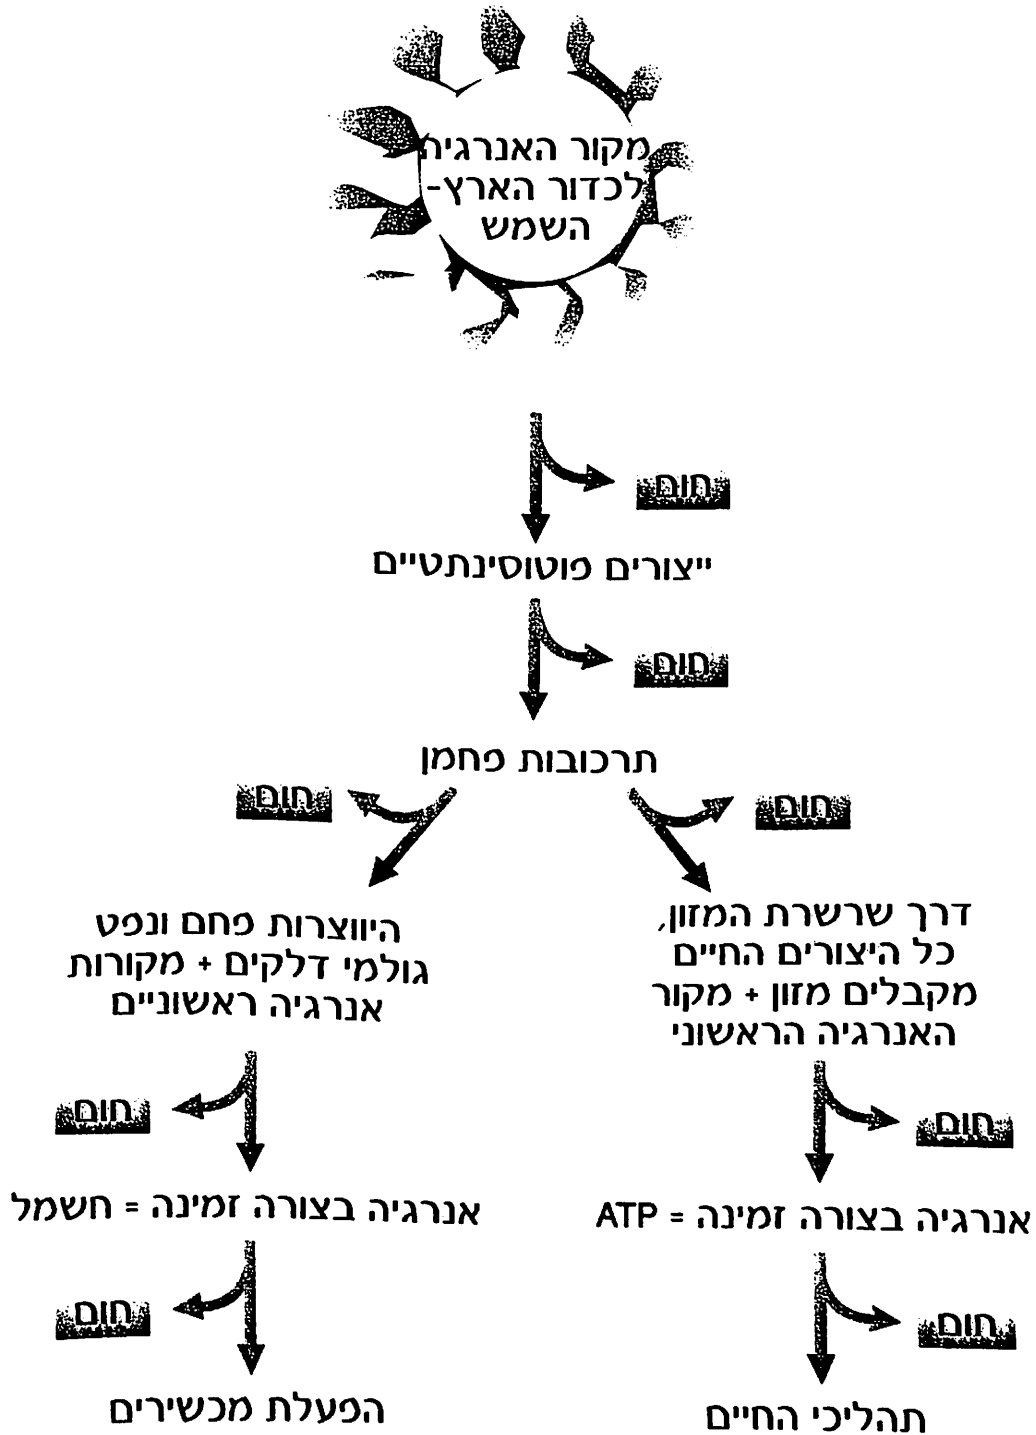 מקור האנרגיה
לכדור הארץ-
השמש
חום
ייצורים פוטוסינתטיים
חום
תרכובות פחמן
חום
חום
דרך שרשרת המזון,
כל היצורים החיים
מקבלים מזון + מקור
האנרגיה הראשוני
היווצרות פחם ונפט
גולמי דלקים + מקורות
אנרגיה ראשוניים
חום
חום
אנרגיה בצורה זמינה = ATP
אנרגיה בצורה זמינה = חשמל
חום
חום
תהליכי החיים
הפעלת מכשירים